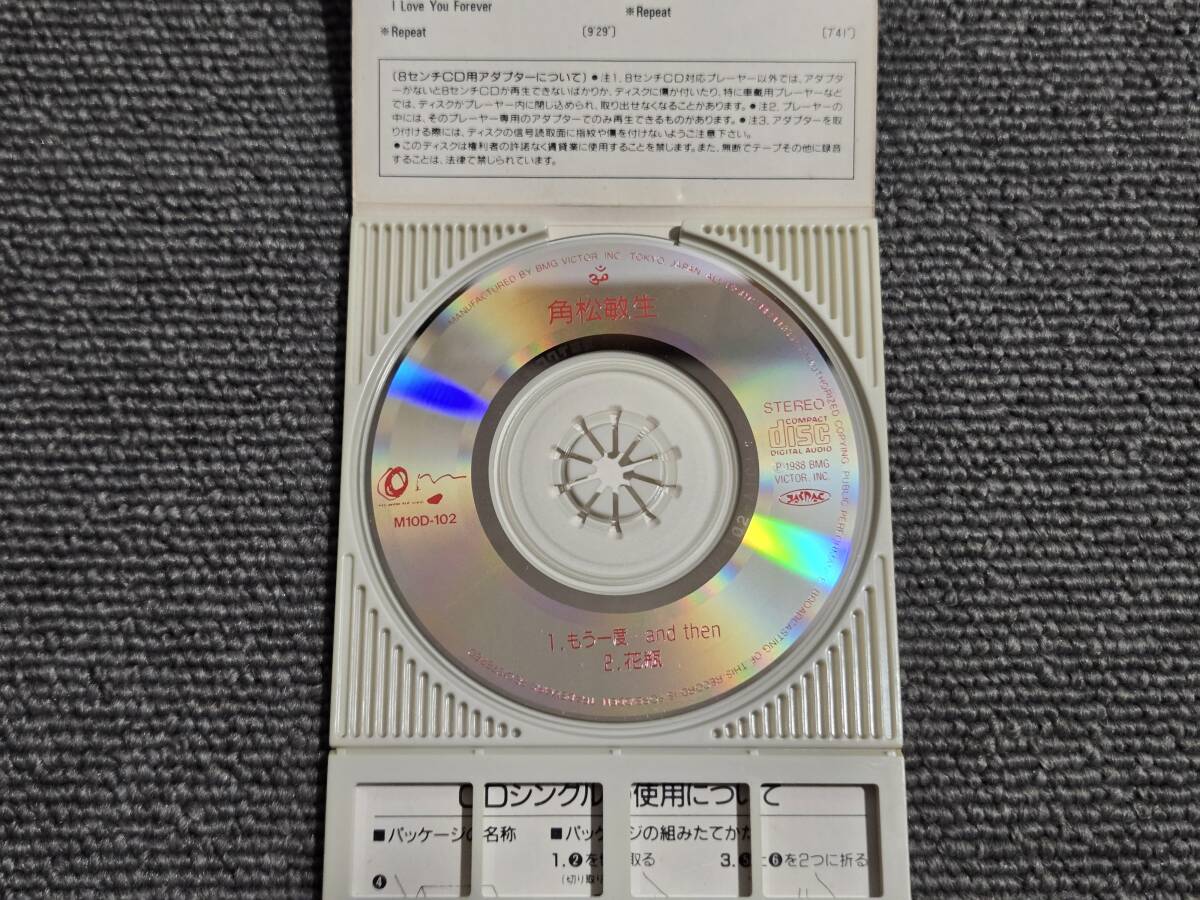 I Love You Forever
※Repeat
※Repeat
(9'29")
(7'41")
(8センチCD用アダプターについて) ●注1. 8センチCD対応プレーヤー以外では、アダプタ
ーがないと8センチCDが再生できないばかりか、ディスクに傷が付いたり、特に車載用プレーヤーなど
では、ディスクがプレーヤー内に閉じ込められ、取り出せなくなることがあります。●注2. プレーヤーの
中には、そのプレーヤー専用のアダプターでのみ再生できるものがあります。●注3. アダプターを取
り付ける際には、ディスクの信号読取面に指紋や傷を付けないようご注意下さい。
●このディスクは権利者の許諾なく賃貸業に使用することを禁じます。また、無断でテープその他に録音
することは、法律で禁じられています。
MANUFACTURED BY BMG VICTOR INC. TOKYO, JAPAN
AUTHORIZED COPYING PUBLIC
BROADCASTING OF THIS RECORD IS
角松敏生
STEREO
COMPACT
disc
DIGITAL AUDIO
P 1988 BMG
VICTOR. INC.
JASRAC
M10D-102
1. もう一度 and then
2. 花瓶
CDシングル 使用について
■パッケージの名称
■パッケージの組みたてかた
1. ❷を 取る
3. と❻を2つに折る
(切り取り
❹